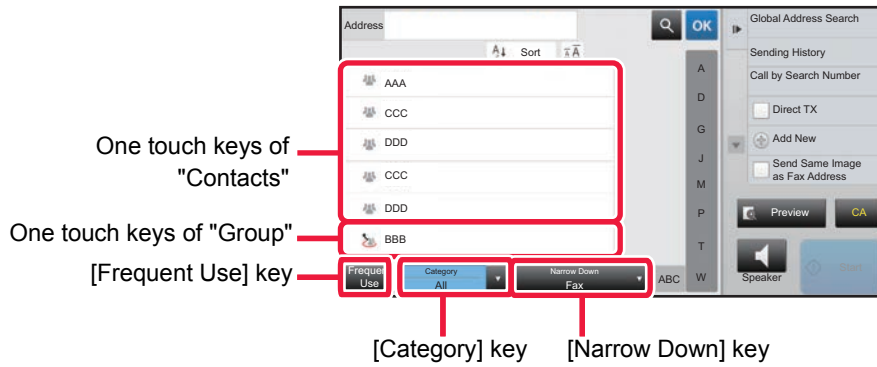 Address
OK
Global Address Search
Sort
Sending History
Call by Search Number
AAA
CCC
DDD
CCC
DDD
BBB
A
D
G
J
M
P
T
W
Direct TX
Add New
Send Same Image
as Fax Address
Preview
CA
Speaker
Start
Frequen
Use
Category
All
Narrow Down
Fax
ABC
One touch keys of
"Contacts"
One touch keys of "Group"
[Frequent Use] key
[Category] key
[Narrow Down] key